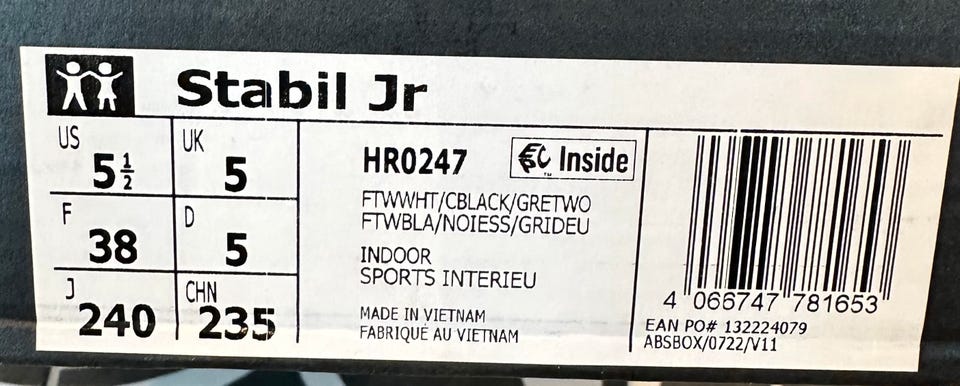 Stabil Jr
US 5½ UK 5
F 38 D 5
J 240 CHN 235
HR0247 Inside
FTWWHT/CBLACK/GRETWO
FTWBLA/NOIESS/GRIDEU
INDOOR
SPORTS INTERIEU
MADE IN VIETNAM
FABRIQUÉ AU VIETNAM
4 066747 781653
EAN PO# 132224079
ABSBOX/0722/V11